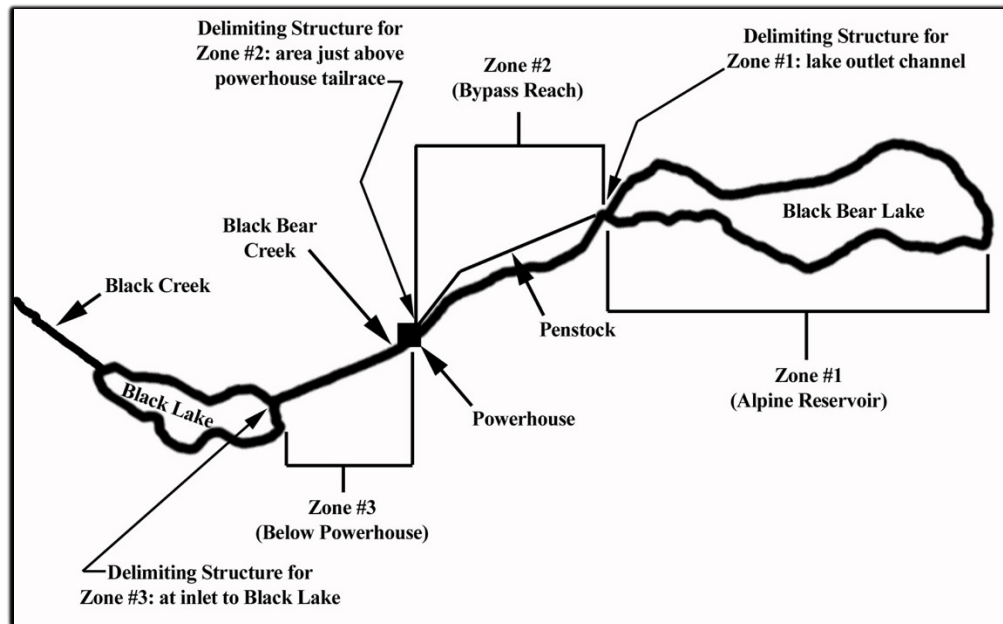 Delimiting Structure for
Zone #2: area just above
powerhouse tailrace
Zone #2
(Bypass Reach)
Delimiting Structure for
Zone #1: lake outlet channel
Black Bear Lake
Black Bear
Creek
Black Creek
Penstock
Black Lake
Powerhouse
Zone #1
(Alpine Reservoir)
Zone #3
(Below Powerhouse)
Delimiting Structure for
Zone #3: at inlet to Black Lake